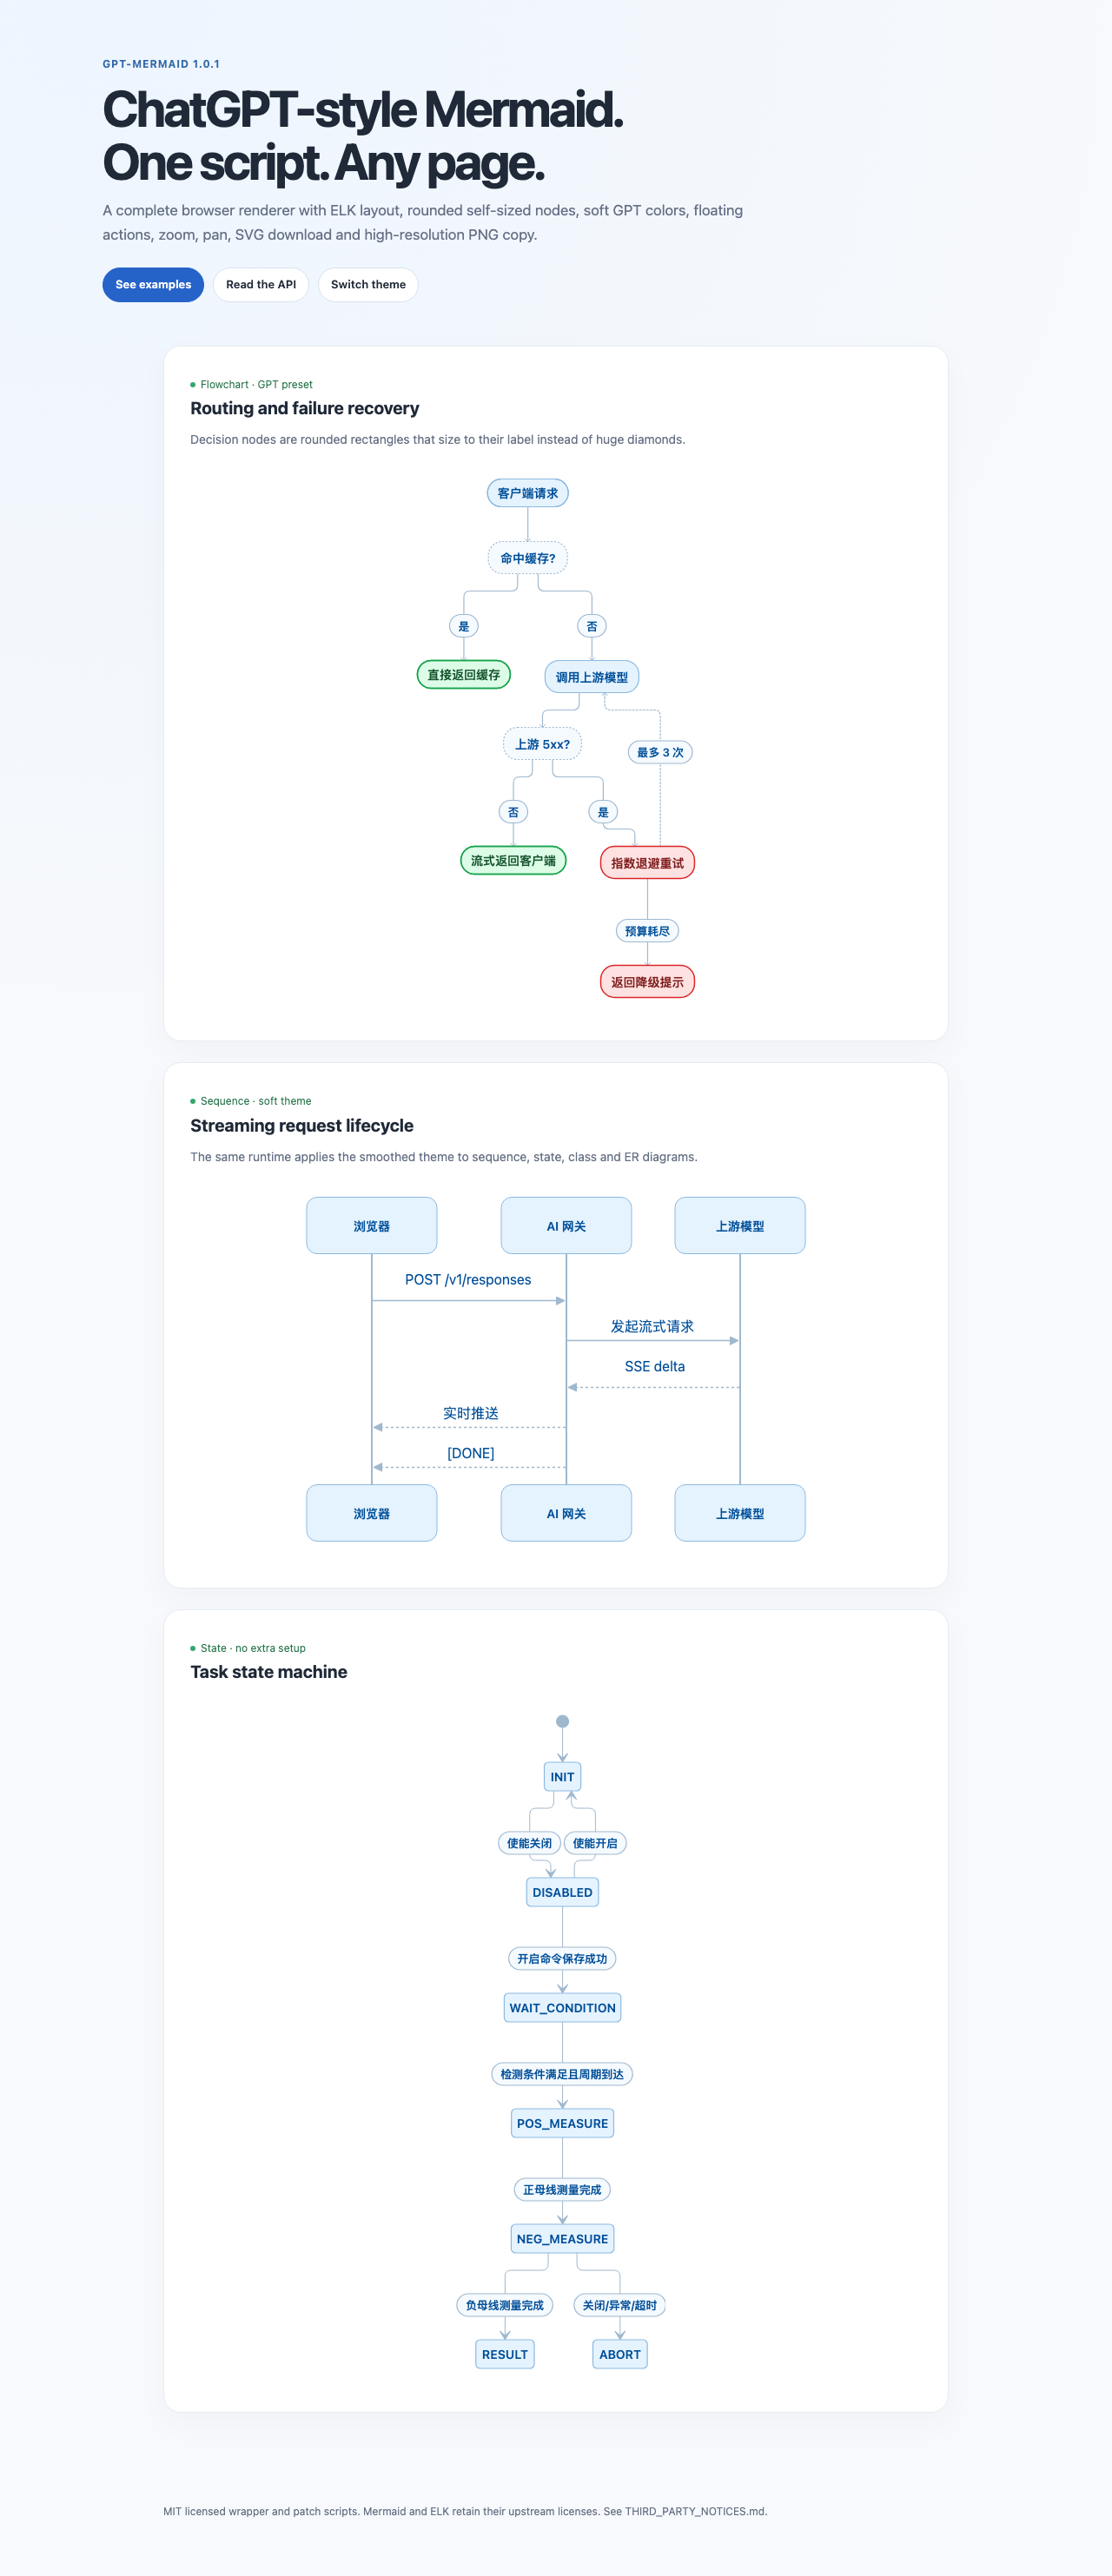 GPT-MERMAID 1.0.1
ChatGPT-style Mermaid.
One script. Any page.
A complete browser renderer with ELK layout, rounded self-sized nodes, soft GPT colors, floating
actions, zoom, pan, SVG download and high-resolution PNG copy.
See examples
Read the API
Switch theme
Flowchart · GPT preset
Routing and failure recovery
Decision nodes are rounded rectangles that size to their label instead of huge diamonds.
客户端请求
命中缓存?
是
否
直接返回缓存
调用上游模型
上游 5xx?
最多 3 次
否
是
流式返回客户端
指数退避重试
预算耗尽
返回降级提示
Sequence · soft theme
Streaming request lifecycle
The same runtime applies the smoothed theme to sequence, state, class and ER diagrams.
浏览器
AI 网关
上游模型
POST /v1/responses
发起流式请求
SSE delta
实时推送
[DONE]
浏览器
AI 网关
上游模型
State · no extra setup
Task state machine
INIT
使能关闭
使能开启
DISABLED
开启命令保存成功
WAIT_CONDITION
检测条件满足且周期到达
POS_MEASURE
正母线测量完成
NEG_MEASURE
负母线测量完成
关闭/异常/超时
RESULT
ABORT
MIT licensed wrapper and patch scripts. Mermaid and ELK retain their upstream licenses. See THIRD_PARTY_NOTICES.md.